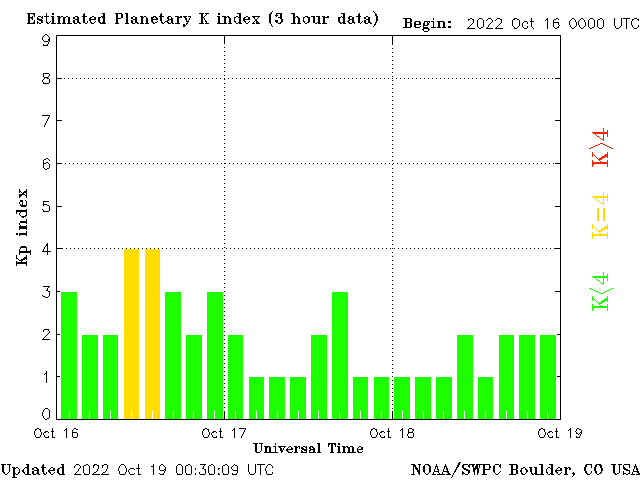 Estimated Planetary K index (3 hour data) Begin: 2022 Oct 16 0000 UTC
9
8
7
6
5
4
3
2
1
0
Kp index
K>4
K=4
K<4
Oct 16 Oct 17 Oct 18 Oct 19
Universal Time
Updated 2022 Oct 19 00:30:09 UTC NOAA/SWPC Boulder, CO USA